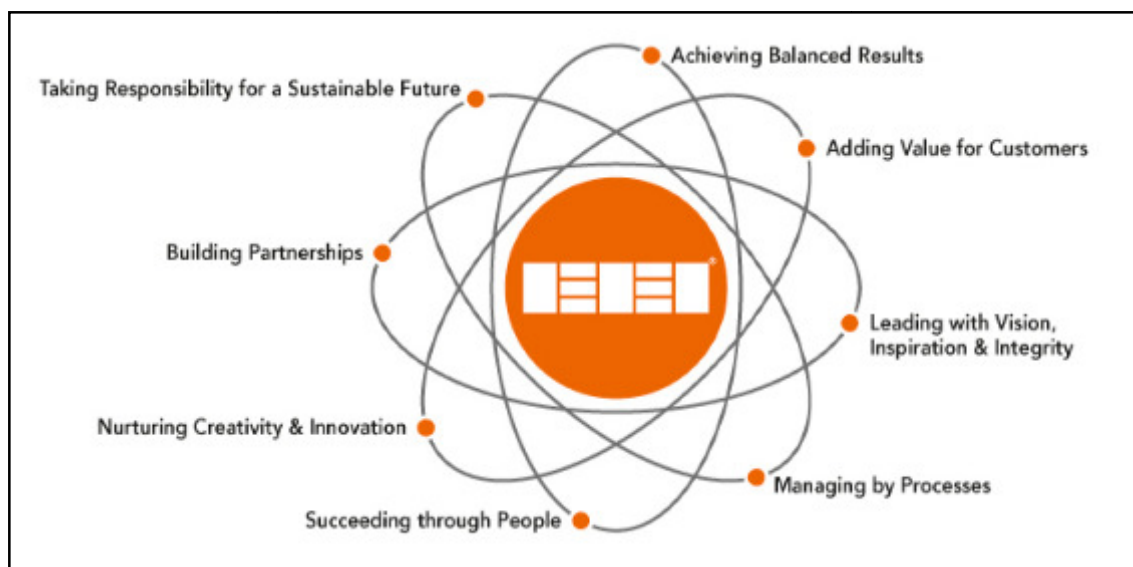 Achieving Balanced Results
Taking Responsibility for a Sustainable Future
Adding Value for Customers
Building Partnerships
Leading with Vision,
Inspiration & Integrity
Nurturing Creativity & Innovation
Managing by Processes
Succeeding through People
®